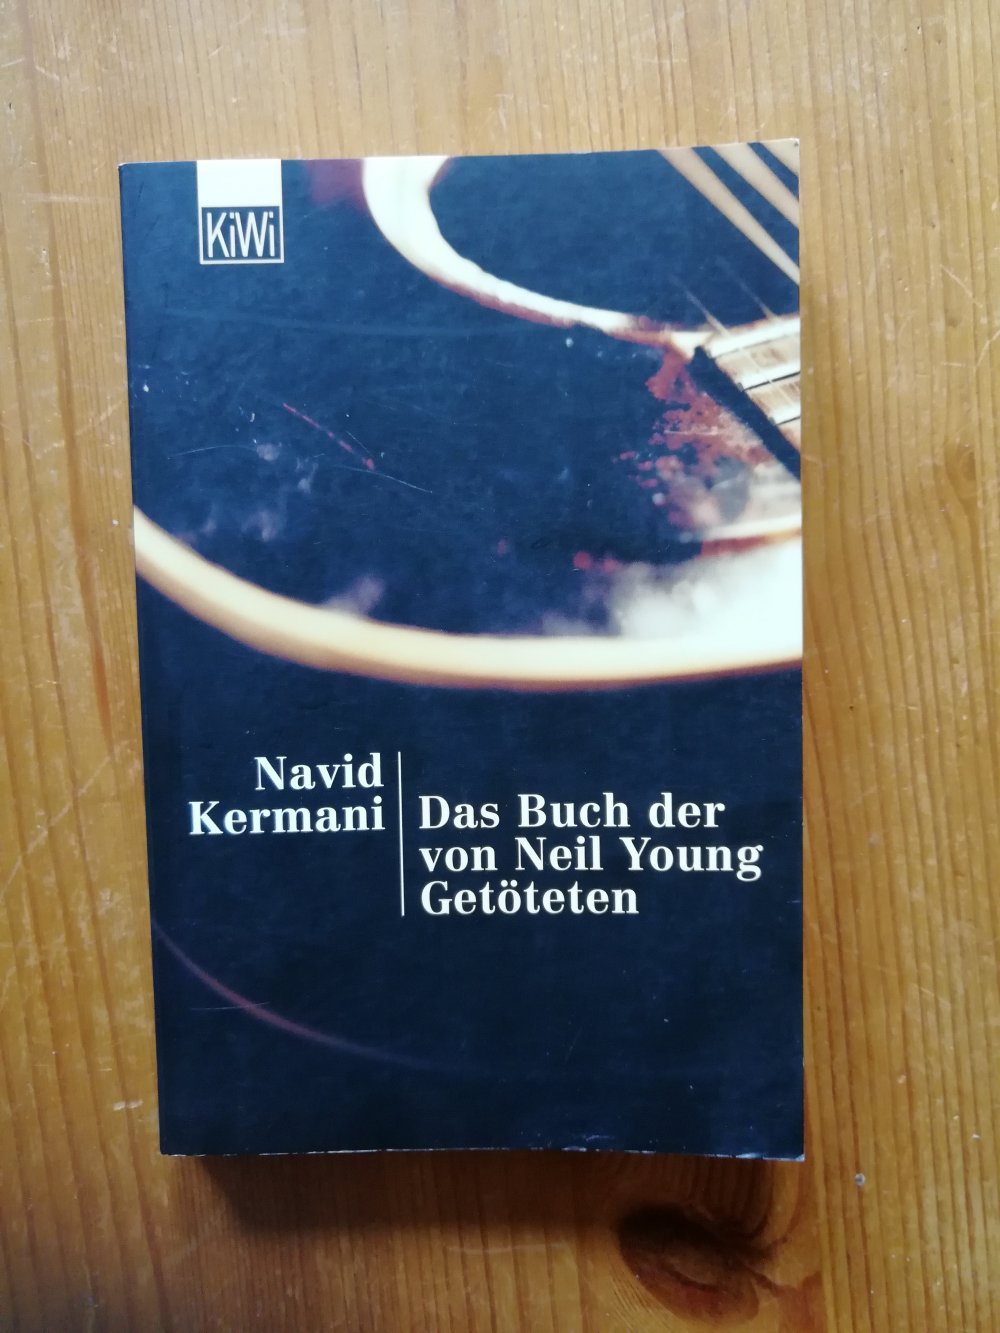 KiWi
Navid
Kermani
Das Buch der
von Neil Young
Getöteten